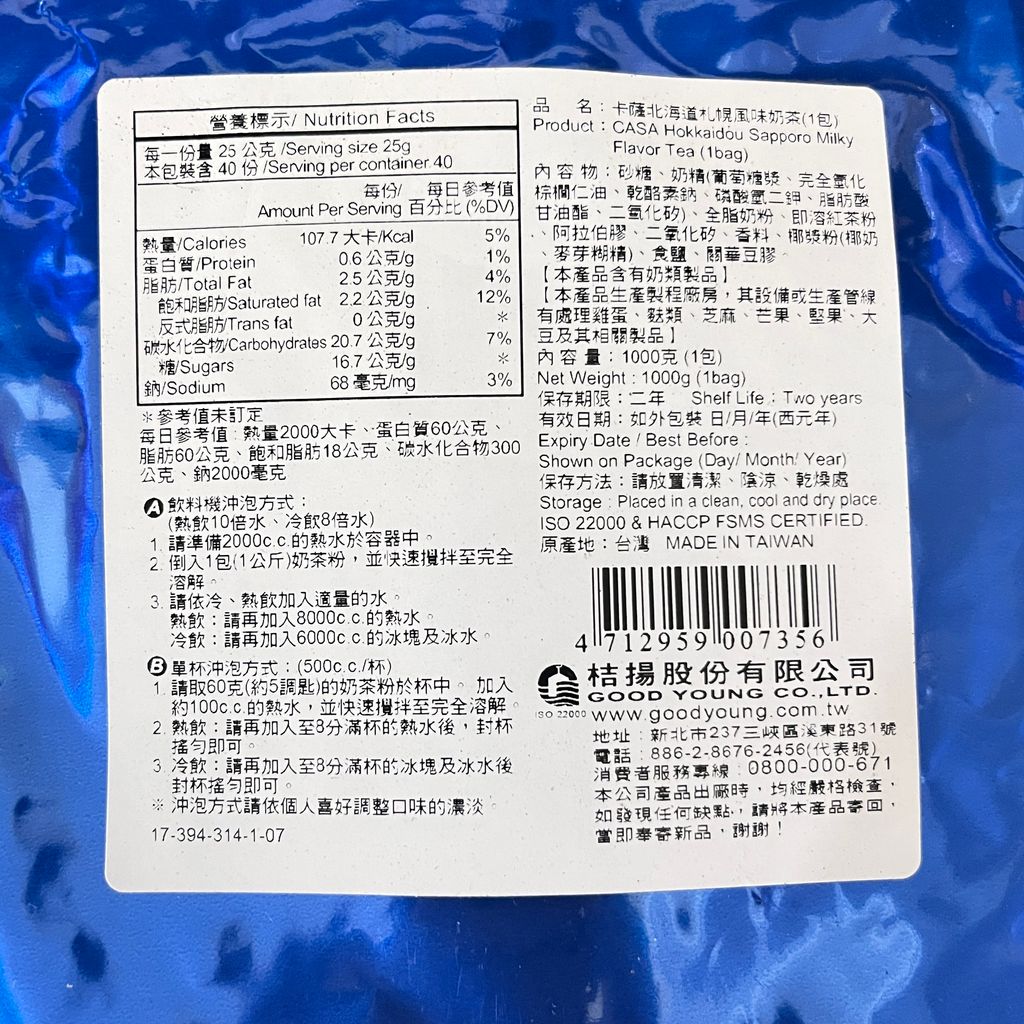 營養標示/ Nutrition Facts
每一份量 25 公克 /Serving size 25g
本包裝含 40 份 /Serving per container 40
每份/ 每日參考值
Amount Per Serving 百分比 (%DV)
熱量/Calories 107.7 大卡/Kcal 5%
蛋白質/Protein 0.6 公克/g 1%
脂肪/Total Fat 2.5 公克/g 4%
飽和脂肪/Saturated fat 2.2 公克/g 12%
反式脂肪/Trans fat 0 公克/g ＊
碳水化合物/Carbohydrates 20.7 公克/g 7%
糖/Sugars 16.7 公克/g ＊
鈉/Sodium 68 毫克/mg 3%
＊參考值未訂定
每日參考值：熱量2000大卡、蛋白質60公克、
脂肪60公克、飽和脂肪18公克、碳水化合物300
公克、鈉2000毫克
A 飲料機沖泡方式：
(熱飲10倍水、冷飲8倍水)
1. 請準備2000c.c.的熱水於容器中。
2. 倒入1包(1公斤)奶茶粉，並快速攪拌至完全
溶解。
3. 請依冷、熱飲加入適量的水。
熱飲：請再加入8000c.c.的熱水。
冷飲：請再加入6000c.c.的冰塊及冰水。
B 單杯沖泡方式：(500c.c./杯)
1. 請取60克(約5調匙)的奶茶粉於杯中。 加入
約100c.c.的熱水，並快速攪拌至完全溶解。
2. 熱飲：請再加入至8分滿杯的熱水後，封杯
搖勻即可。
3. 冷飲：請再加入至8分滿杯的冰塊及冰水後
封杯搖勻即可。
※ 沖泡方式請依個人喜好調整口味的濃淡。
17-394-314-1-07
品 名：卡薩北海道札幌風味奶茶(1包)
Product：CASA Hokkaidou Sapporo Milky
Flavor Tea (1bag)
內容物：砂糖、奶精(葡萄糖漿、完全氫化
棕櫚仁油、乾酪素鈉、磷酸氫二鉀、脂肪酸
甘油酯、二氧化矽)、全脂奶粉、即溶紅茶粉
、阿拉伯膠、二氧化矽、香料、椰漿粉(椰奶
、麥芽糊精)、食鹽、關華豆膠。
【本產品含有奶類製品】
【本產品生產製程廠房，其設備或生產管線
有處理雞蛋、麩類、芝麻、芒果、堅果、大
豆及其相關製品】
內容量：1000克 (1包)
Net Weight：1000g (1bag)
保存期限：二年 Shelf Life：Two years
有效日期：如外包裝 日/月/年(西元年)
Expiry Date / Best Before :
Shown on Package (Day/ Month/ Year)
保存方法：請放置清潔、陰涼、乾燥處
Storage : Placed in a clean, cool and dry place.
ISO 22000 & HACCP FSMS CERTIFIED.
原產地：台灣 MADE IN TAIWAN
4 712959 007356
桔揚股份有限公司
GOOD YOUNG CO.,LTD.
ISO 22000 www.goodyoung.com.tw
地址：新北市237三峽區溪東路31號
電話：886-2-8676-2456(代表號)
消費者服務專線：0800-000-671
本公司產品出廠時，均經嚴格檢查，
如發現任何缺點，請將本產品寄回，
當即奉寄新品，謝謝！